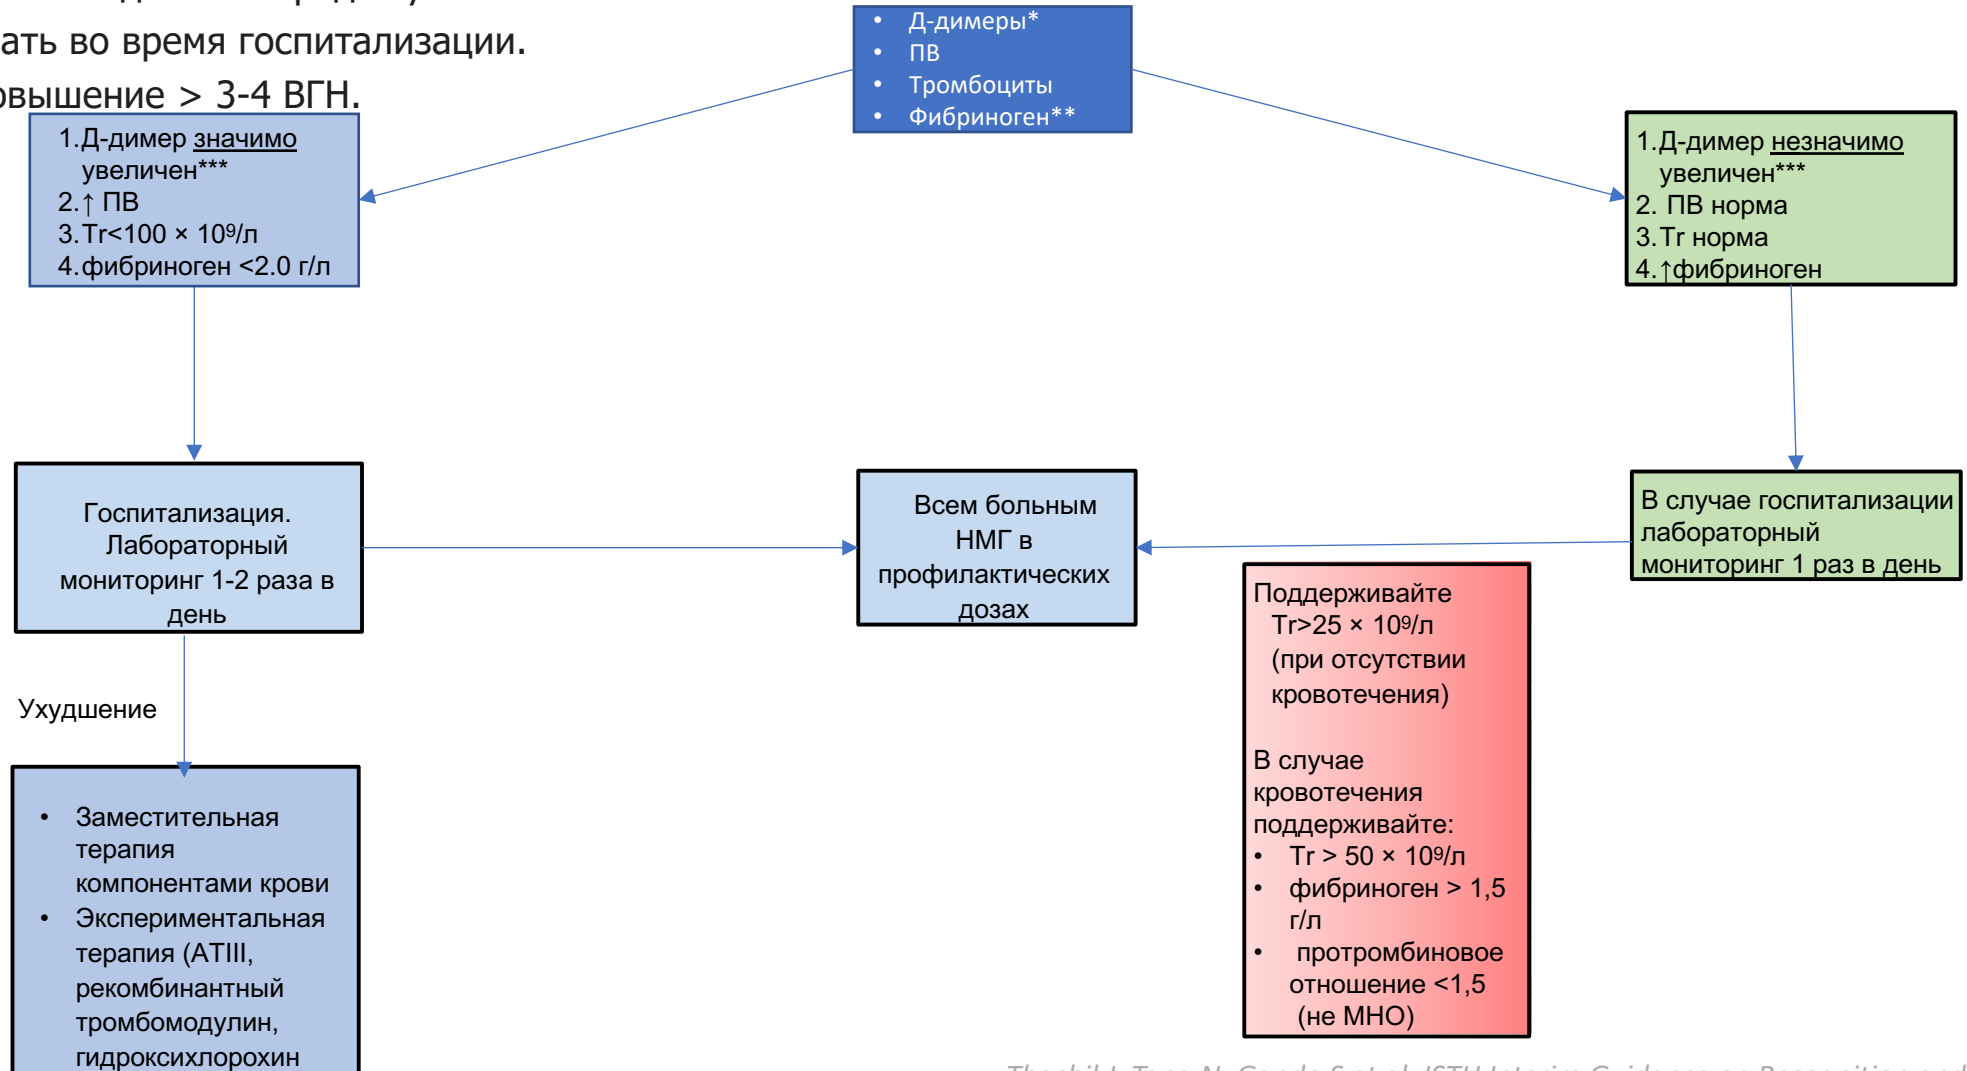 ать во время госпитализации.
овышение > 3-4 ВГН.
• Д-димеры*
• ПВ
• Тромбоциты
• Фибриноген**
1.Д-димер значимо
увеличен***
2.↑ ПВ
3.Tr<100 × 10⁹/л
4.фибриноген <2.0 г/л
1.Д-димер незначимо
увеличен***
2. ПВ норма
3.Tr норма
4.↑фибриноген
Госпитализация.
Лабораторный
мониторинг 1-2 раза в
день
Всем больным
НМГ в
профилактических
дозах
В случае госпитализации
лабораторный
мониторинг 1 раз в день
Поддерживайте
Tr>25 × 10⁹/л
(при отсутствии
кровотечения)
В случае
кровотечения
поддерживайте:
• Tr > 50 × 10⁹/л
• фибриноген > 1,5
г/л
• протромбиновое
отношение <1,5
(не МНО)
Ухудшение
• Заместительная
терапия
компонентами крови
• Экспериментальная
терапия (АТIII,
рекомбинантный
тромбомодулин,
гидроксихлорохин